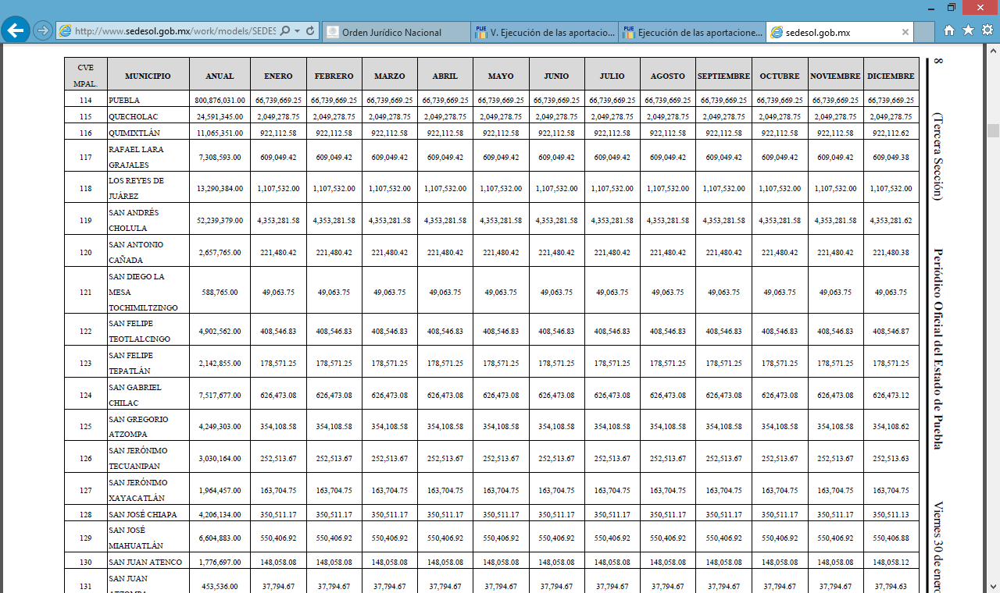 http://www.sedesol.gob.mx/work/models/SEDES
Orden Jurídico Nacional
V. Ejecución de las aportacio...
Ejecución de las aportacione...
sedesol.gob.mx
CVE MPAL. MUNICIPIO ANUAL ENERO FEBRERO MARZO ABRIL MAYO JUNIO JULIO AGOSTO SEPTIEMBRE OCTUBRE NOVIEMBRE DICIEMBRE
114 PUEBLA 800,876,031.00 66,739,669.25 66,739,669.25 66,739,669.25 66,739,669.25 66,739,669.25 66,739,669.25 66,739,669.25 66,739,669.25 66,739,669.25 66,739,669.25 66,739,669.25 66,739,669.25
115 QUECHOLAC 24,591,345.00 2,049,278.75 2,049,278.75 2,049,278.75 2,049,278.75 2,049,278.75 2,049,278.75 2,049,278.75 2,049,278.75 2,049,278.75 2,049,278.75 2,049,278.75 2,049,278.75
116 QUIMIXTLÁN 11,065,351.00 922,112.58 922,112.58 922,112.58 922,112.58 922,112.58 922,112.58 922,112.58 922,112.58 922,112.58 922,112.58 922,112.58 922,112.62
117 RAFAEL LARA GRAJALES 7,308,593.00 609,049.42 609,049.42 609,049.42 609,049.42 609,049.42 609,049.42 609,049.42 609,049.42 609,049.42 609,049.42 609,049.42 609,049.38
118 LOS REYES DE JUÁREZ 13,290,384.00 1,107,532.00 1,107,532.00 1,107,532.00 1,107,532.00 1,107,532.00 1,107,532.00 1,107,532.00 1,107,532.00 1,107,532.00 1,107,532.00 1,107,532.00 1,107,532.00
119 SAN ANDRÉS CHOLULA 52,239,379.00 4,353,281.58 4,353,281.58 4,353,281.58 4,353,281.58 4,353,281.58 4,353,281.58 4,353,281.58 4,353,281.58 4,353,281.58 4,353,281.58 4,353,281.58 4,353,281.62
120 SAN ANTONIO CAÑADA 2,657,765.00 221,480.42 221,480.42 221,480.42 221,480.42 221,480.42 221,480.42 221,480.42 221,480.42 221,480.42 221,480.42 221,480.42 221,480.38
121 SAN DIEGO LA MESA TOCHIMILTZINGO 588,765.00 49,063.75 49,063.75 49,063.75 49,063.75 49,063.75 49,063.75 49,063.75 49,063.75 49,063.75 49,063.75 49,063.75 49,063.75
122 SAN FELIPE TEOTLALCINGO 4,902,562.00 408,546.83 408,546.83 408,546.83 408,546.83 408,546.83 408,546.83 408,546.83 408,546.83 408,546.83 408,546.83 408,546.83 408,546.87
123 SAN FELIPE TEPATLÁN 2,142,855.00 178,571.25 178,571.25 178,571.25 178,571.25 178,571.25 178,571.25 178,571.25 178,571.25 178,571.25 178,571.25 178,571.25 178,571.25
124 SAN GABRIEL CHILAC 7,517,677.00 626,473.08 626,473.08 626,473.08 626,473.08 626,473.08 626,473.08 626,473.08 626,473.08 626,473.08 626,473.08 626,473.08 626,473.12
125 SAN GREGORIO ATZOMPA 4,249,303.00 354,108.58 354,108.58 354,108.58 354,108.58 354,108.58 354,108.58 354,108.58 354,108.58 354,108.58 354,108.58 354,108.58 354,108.62
126 SAN JERÓNIMO TECUANIPAN 3,030,164.00 252,513.67 252,513.67 252,513.67 252,513.67 252,513.67 252,513.67 252,513.67 252,513.67 252,513.67 252,513.67 252,513.67 252,513.63
127 SAN JERÓNIMO XAYACATLÁN 1,964,457.00 163,704.75 163,704.75 163,704.75 163,704.75 163,704.75 163,704.75 163,704.75 163,704.75 163,704.75 163,704.75 163,704.75 163,704.75
128 SAN JOSÉ CHIAPA 4,206,134.00 350,511.17 350,511.17 350,511.17 350,511.17 350,511.17 350,511.17 350,511.17 350,511.17 350,511.17 350,511.17 350,511.17 350,511.13
129 SAN JOSÉ MIAHUATLÁN 6,604,883.00 550,406.92 550,406.92 550,406.92 550,406.92 550,406.92 550,406.92 550,406.92 550,406.92 550,406.92 550,406.92 550,406.92 550,406.88
130 SAN JUAN ATENCO 1,776,697.00 148,058.08 148,058.08 148,058.08 148,058.08 148,058.08 148,058.08 148,058.08 148,058.08 148,058.08 148,058.08 148,058.08 148,058.12
131 SAN JUAN 453,536.00 37,794.67 37,794.67 37,794.67 37,794.67 37,794.67 37,794.67 37,794.67 37,794.67 37,794.67 37,794.67 37,794.67 37,794.63
8 (Tercera Sección) Periódico Oficial del Estado de Puebla Viernes 30 de enero